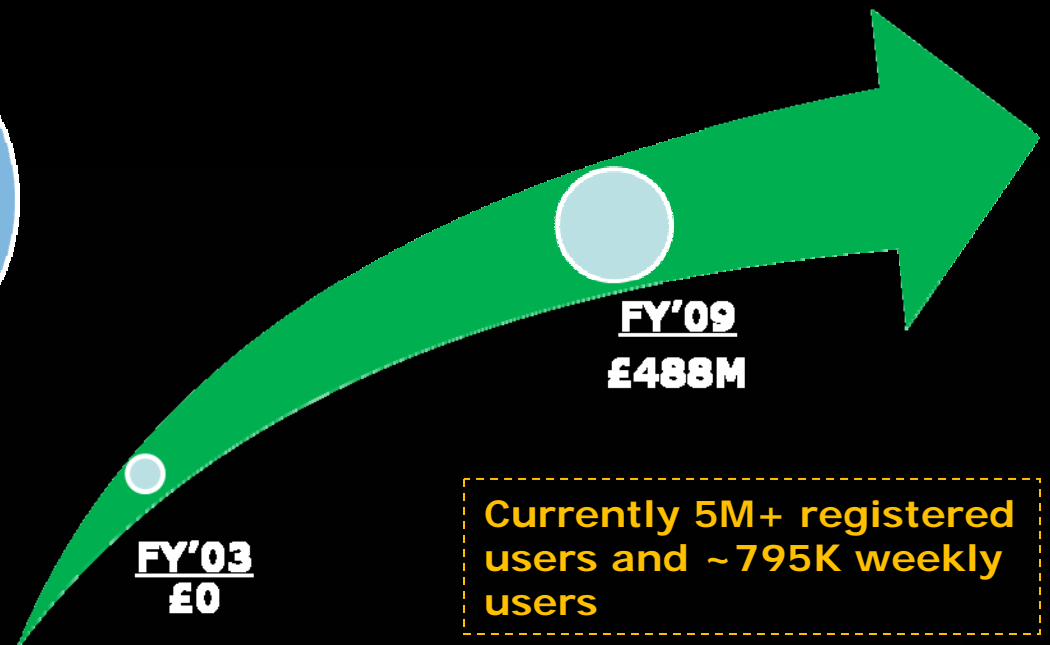 FY'09
£488M
FY'03
£0
Currently 5M+ registered
users and ~795K weekly
users